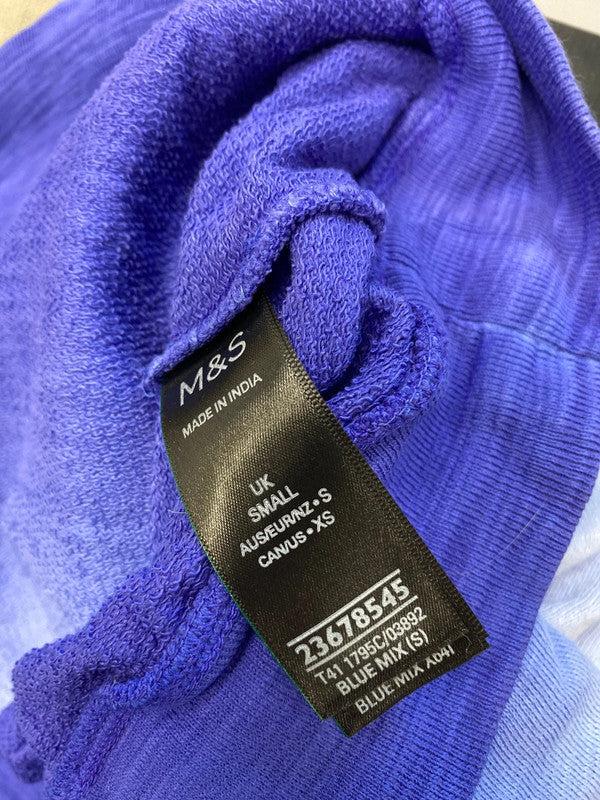 M&S
MADE IN INDIA
UK
SMALL
AUS/EUR/NZ•S
CAN/US•XS
23678545
T41 1795C/03892
BLUE MIX (S)
BLUE MIX